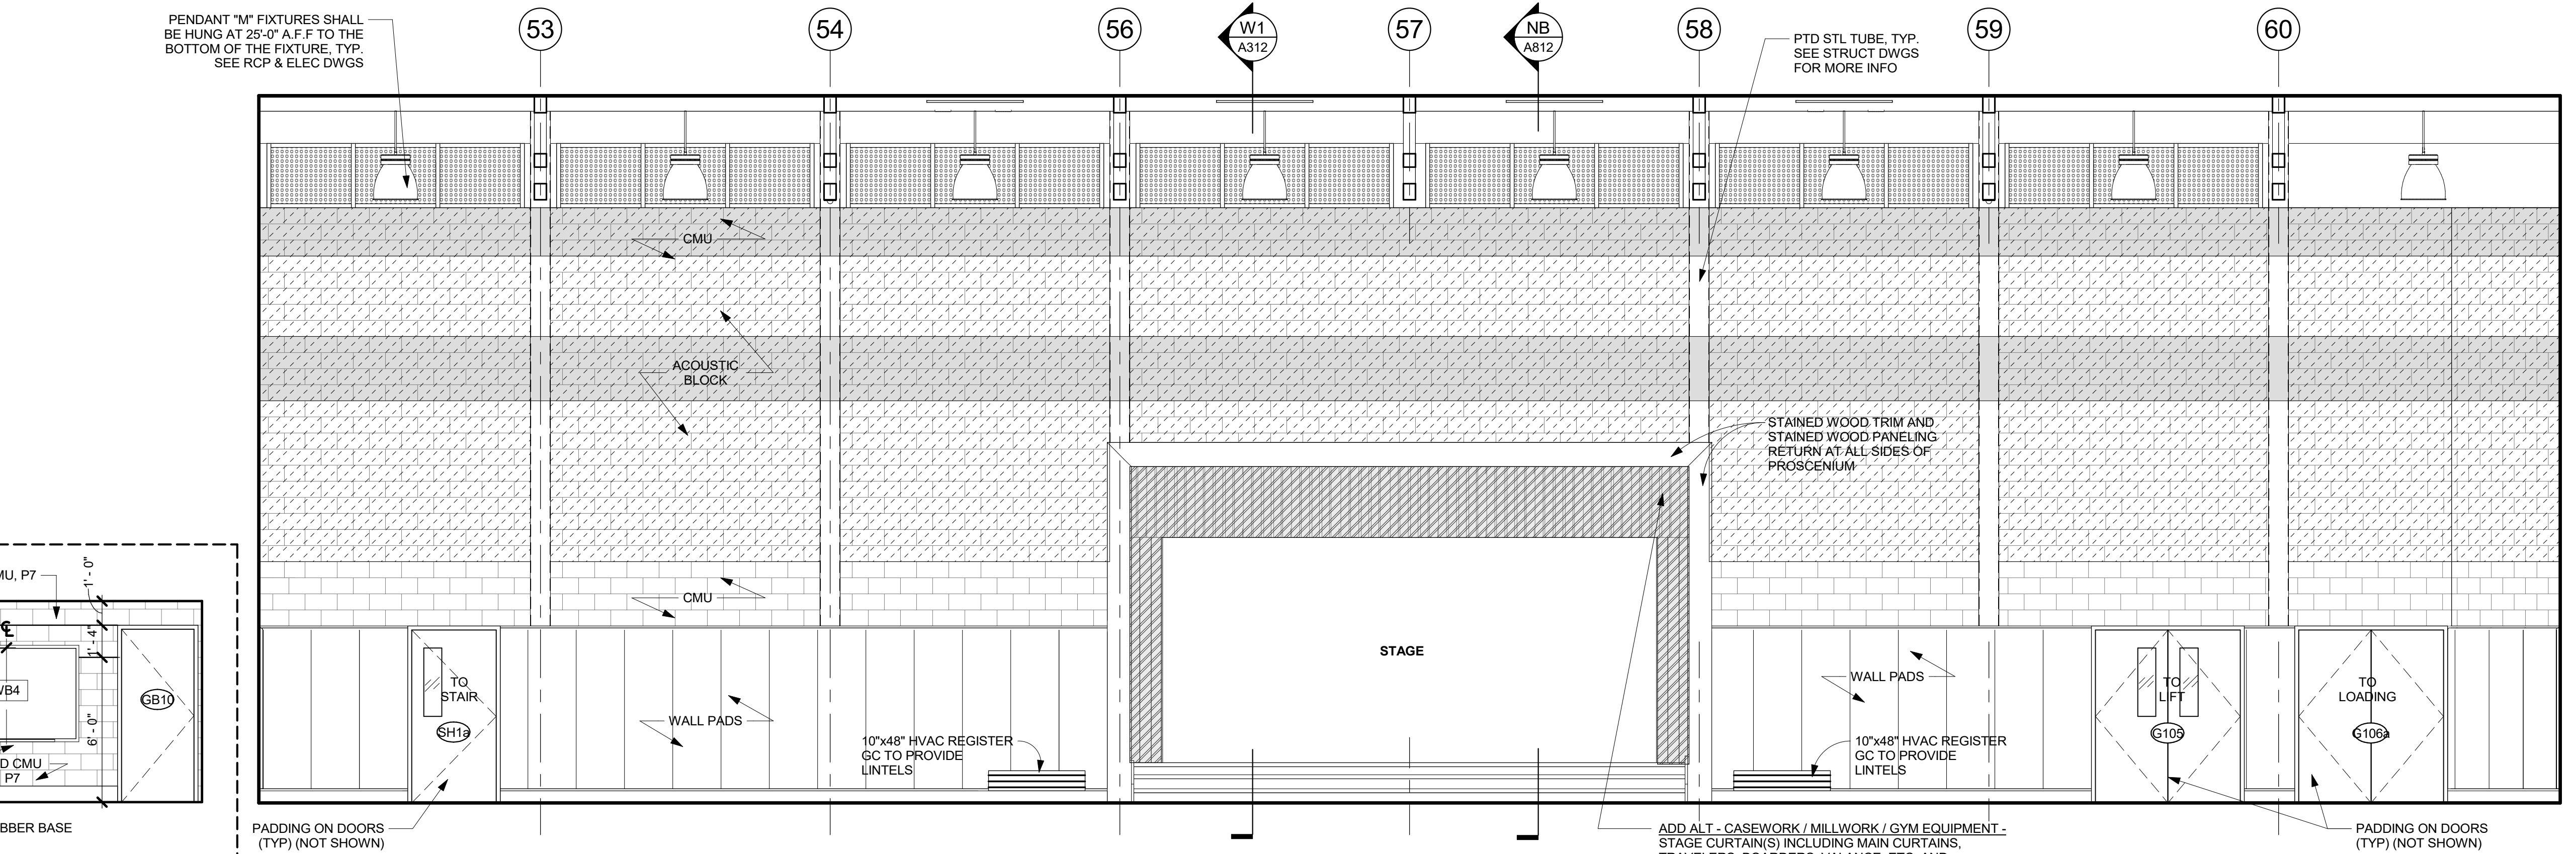 PENDANT "M" FIXTURES SHALL
BE HUNG AT 25'-0" A.F.F TO THE
BOTTOM OF THE FIXTURE, TYP.
SEE RCP & ELEC DWGS
53
54
56
W1
A312
57
NB
A812
58
PTD STL TUBE, TYP.
SEE STRUCT DWGS
FOR MORE INFO
59
60
CMU
ACOUSTIC
BLOCK
STAINED WOOD TRIM AND
STAINED WOOD PANELING
RETURN AT ALL SIDES OF
PROSCENIUM
CMU
STAGE
WALL PADS
TO
STAIR
SH1a
WALL PADS
10"x48" HVAC REGISTER
GC TO PROVIDE
LINTELS
10"x48" HVAC REGISTER
GC TO PROVIDE
LINTELS
TO
LIFT
G105
TO
LOADING
G106a
MU, P7
1' - 0"
1' - 4"
6' - 0"
VB4
GB10
D CMU
P7
BBER BASE
PADDING ON DOORS
(TYP) (NOT SHOWN)
ADD ALT - CASEWORK / MILLWORK / GYM EQUIPMENT -
STAGE CURTAIN(S) INCLUDING MAIN CURTAINS,
PADDING ON DOORS
(TYP) (NOT SHOWN)